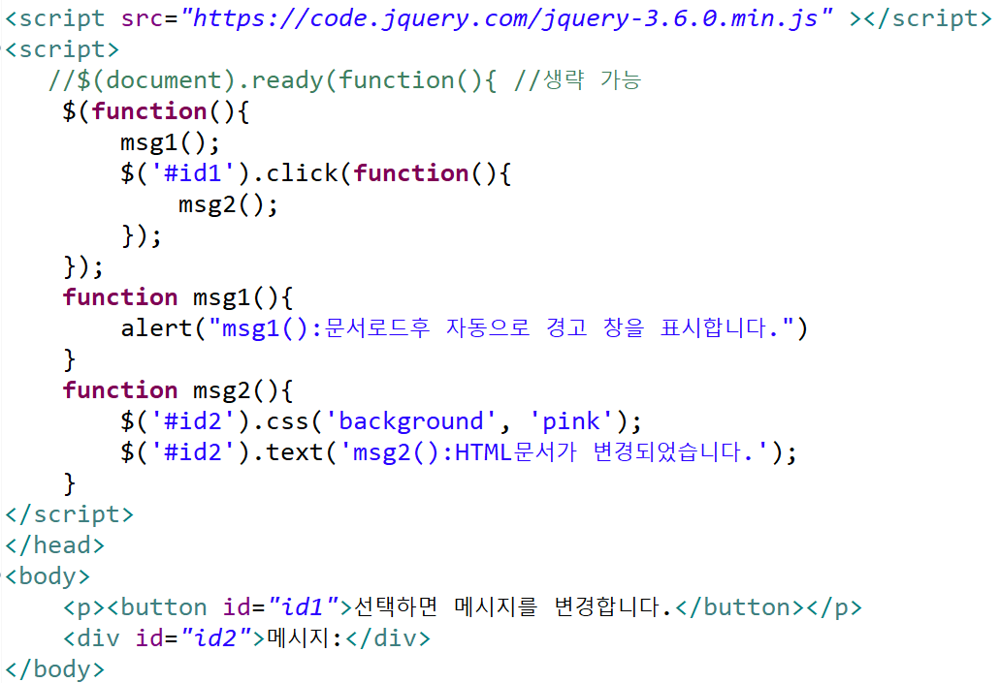 <script src="https://code.jquery.com/jquery-3.6.0.min.js" ></script>
<script>
//$(document).ready(function(){ //생략 가능
$(function(){
msg1();
$('#id1').click(function(){
msg2();
});
});
function msg1(){
alert("msg1():문서로드후 자동으로 경고 창을 표시합니다.")
}
function msg2(){
$('#id2').css('background', 'pink');
$('#id2').text('msg2():HTML문서가 변경되었습니다.');
}
</script>
</head>
<body>
<p><button id="id1">선택하면 메시지를 변경합니다.</button></p>
<div id="id2">메시지:</div>
</body>